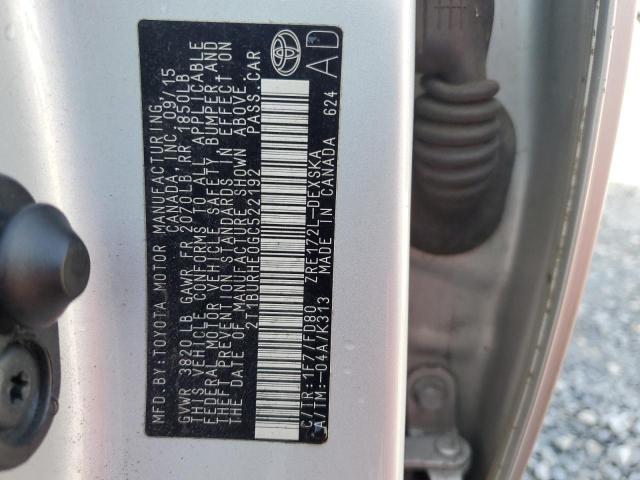 MFD.BY:TOYOTA MOTOR MANUFACTURING
CANADA, INC. 09/15
GVWR 3820LB GAWR FR 2070LB RR 1850LB
THIS VEHICLE CONFORMS TO ALL APPLICABLE
FEDERAL MOTOR VEHICLE SAFETY, BUMPER, AND
THEFT PREVENTION STANDARDS IN EFFECT ON
THE DATE OF MANUFACTURE SHOWN ABOVE.
2T1BURHE0GC522192 PASS.CAR
C/TR:1F7/FD80 ZRE172L-DEXSKA
A/TM:-04A/K313 MADE IN CANADA 624
AD